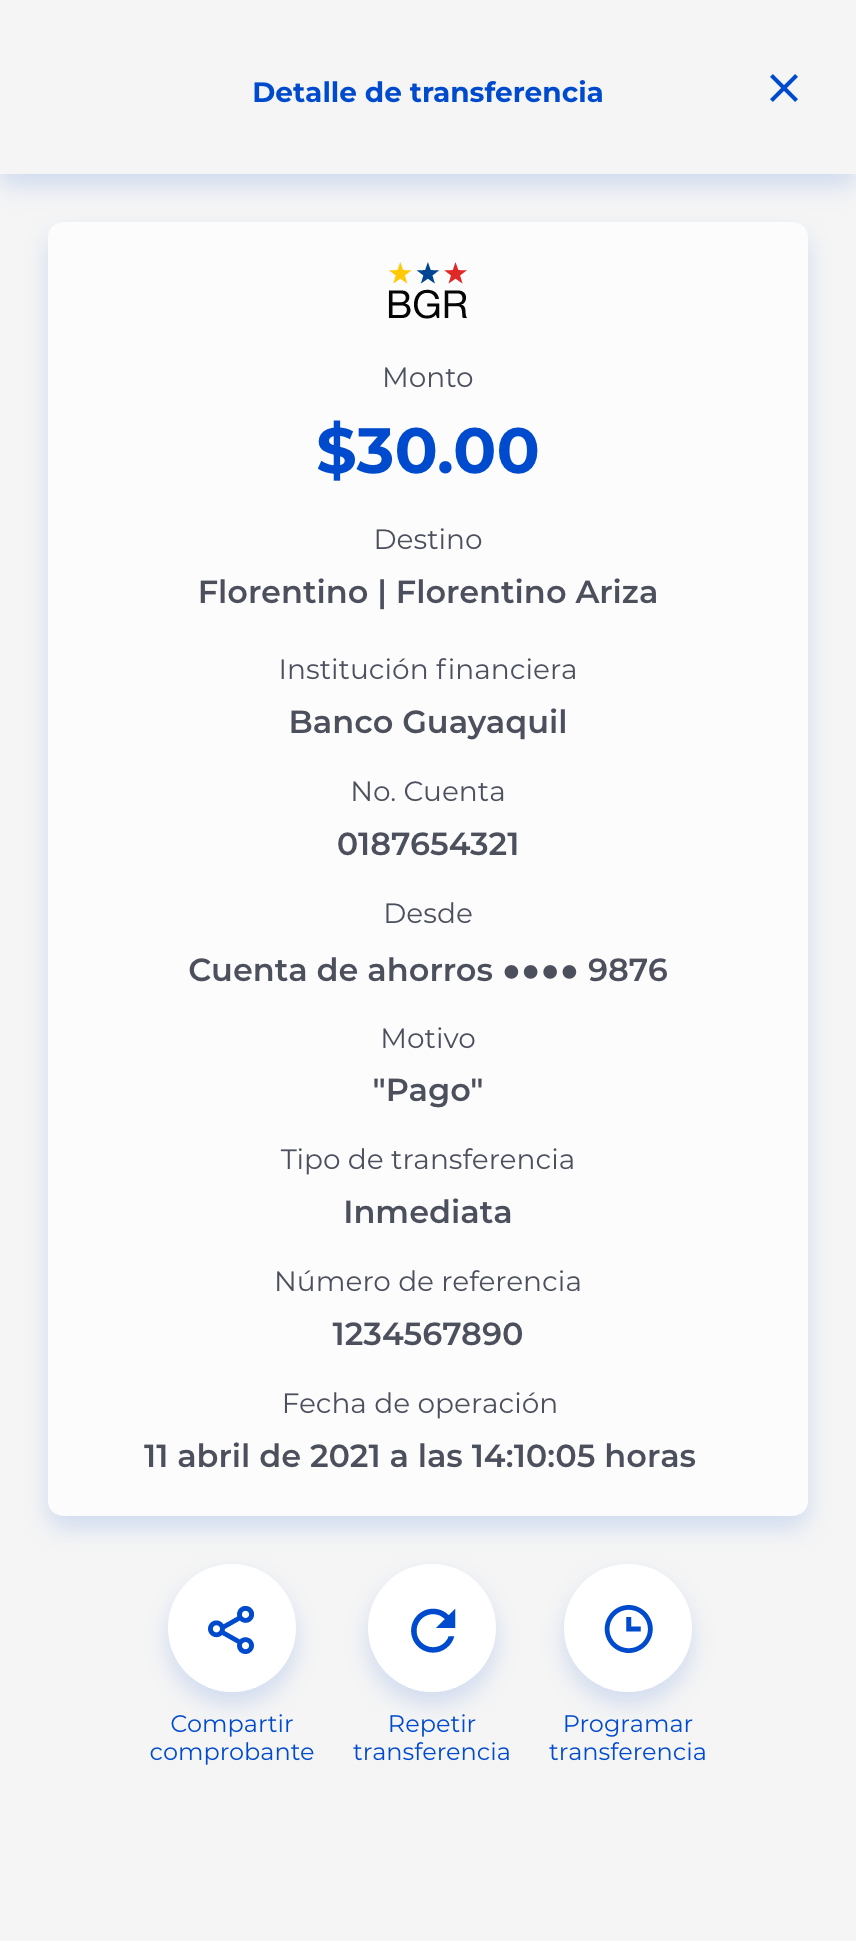 Detalle de transferencia
BGR
Monto
$30.00
Destino
Florentino | Florentino Ariza
Institución financiera
Banco Guayaquil
No. Cuenta
0187654321
Desde
Cuenta de ahorros ●●●● 9876
Motivo
"Pago"
Tipo de transferencia
Inmediata
Número de referencia
1234567890
Fecha de operación
11 abril de 2021 a las 14:10:05 horas
Compartir
comprobante
Repetir
transferencia
Programar
transferencia